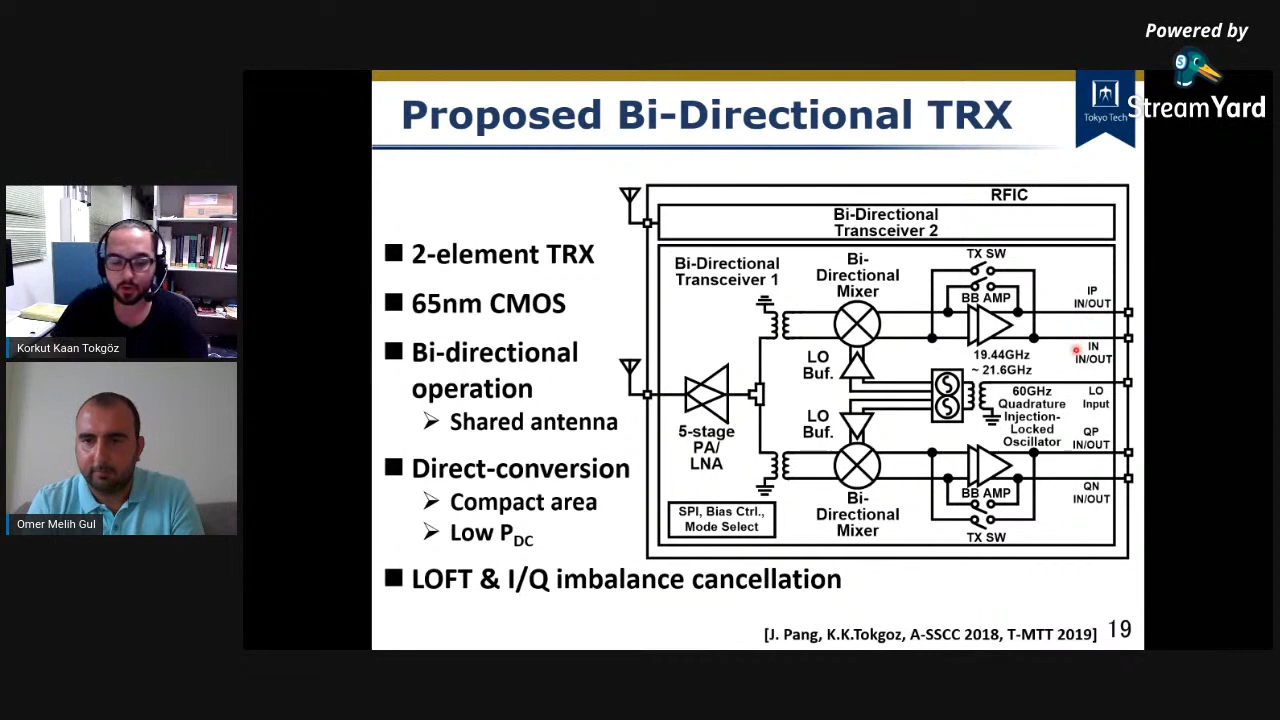 Powered by
StreamYard
Proposed Bi-Directional TRX
Tokyo Tech
■ 2-element TRX
■ 65nm CMOS
■ Bi-directional
operation
➢ Shared antenna
■ Direct-conversion
➢ Compact area
➢ Low PDC
■ LOFT & I/Q imbalance cancellation
RFIC
Bi-Directional
Transceiver 2
Bi-Directional
Transceiver 1
Bi-
Directional
Mixer
TX SW
BB AMP
IP
IN/OUT
19.44GHz
~ 21.6GHz
IN
IN/OUT
LO
Buf.
LO
Buf.
60GHz
Quadrature
Injection-
Locked
Oscillator
LO
Input
5-stage
PA/
LNA
QP
IN/OUT
BB AMP
QN
IN/OUT
TX SW
Bi-
Directional
Mixer
SPI, Bias Ctrl.,
Mode Select
[J. Pang, K.K.Tokgoz, A-SSCC 2018, T-MTT 2019]
19
Korkut Kaan Tokgöz
Omer Melih Gul